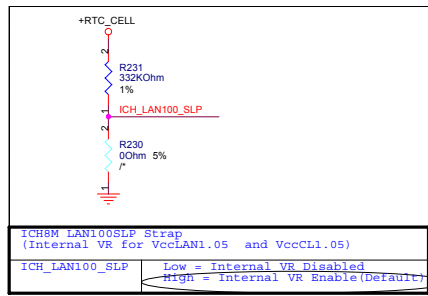 +RTC_CELL
2
R231
332KOhm
1%
1
ICH_LAN100_SLP
2
R230
0Ohm 5%
/*
1
ICH8M LAN100SLP Strap
(Internal VR for VccLAN1.05 and VccCL1.05)
ICH_LAN100_SLP
Low = Internal VR Disabled
High = Internal VR Enable(Default)